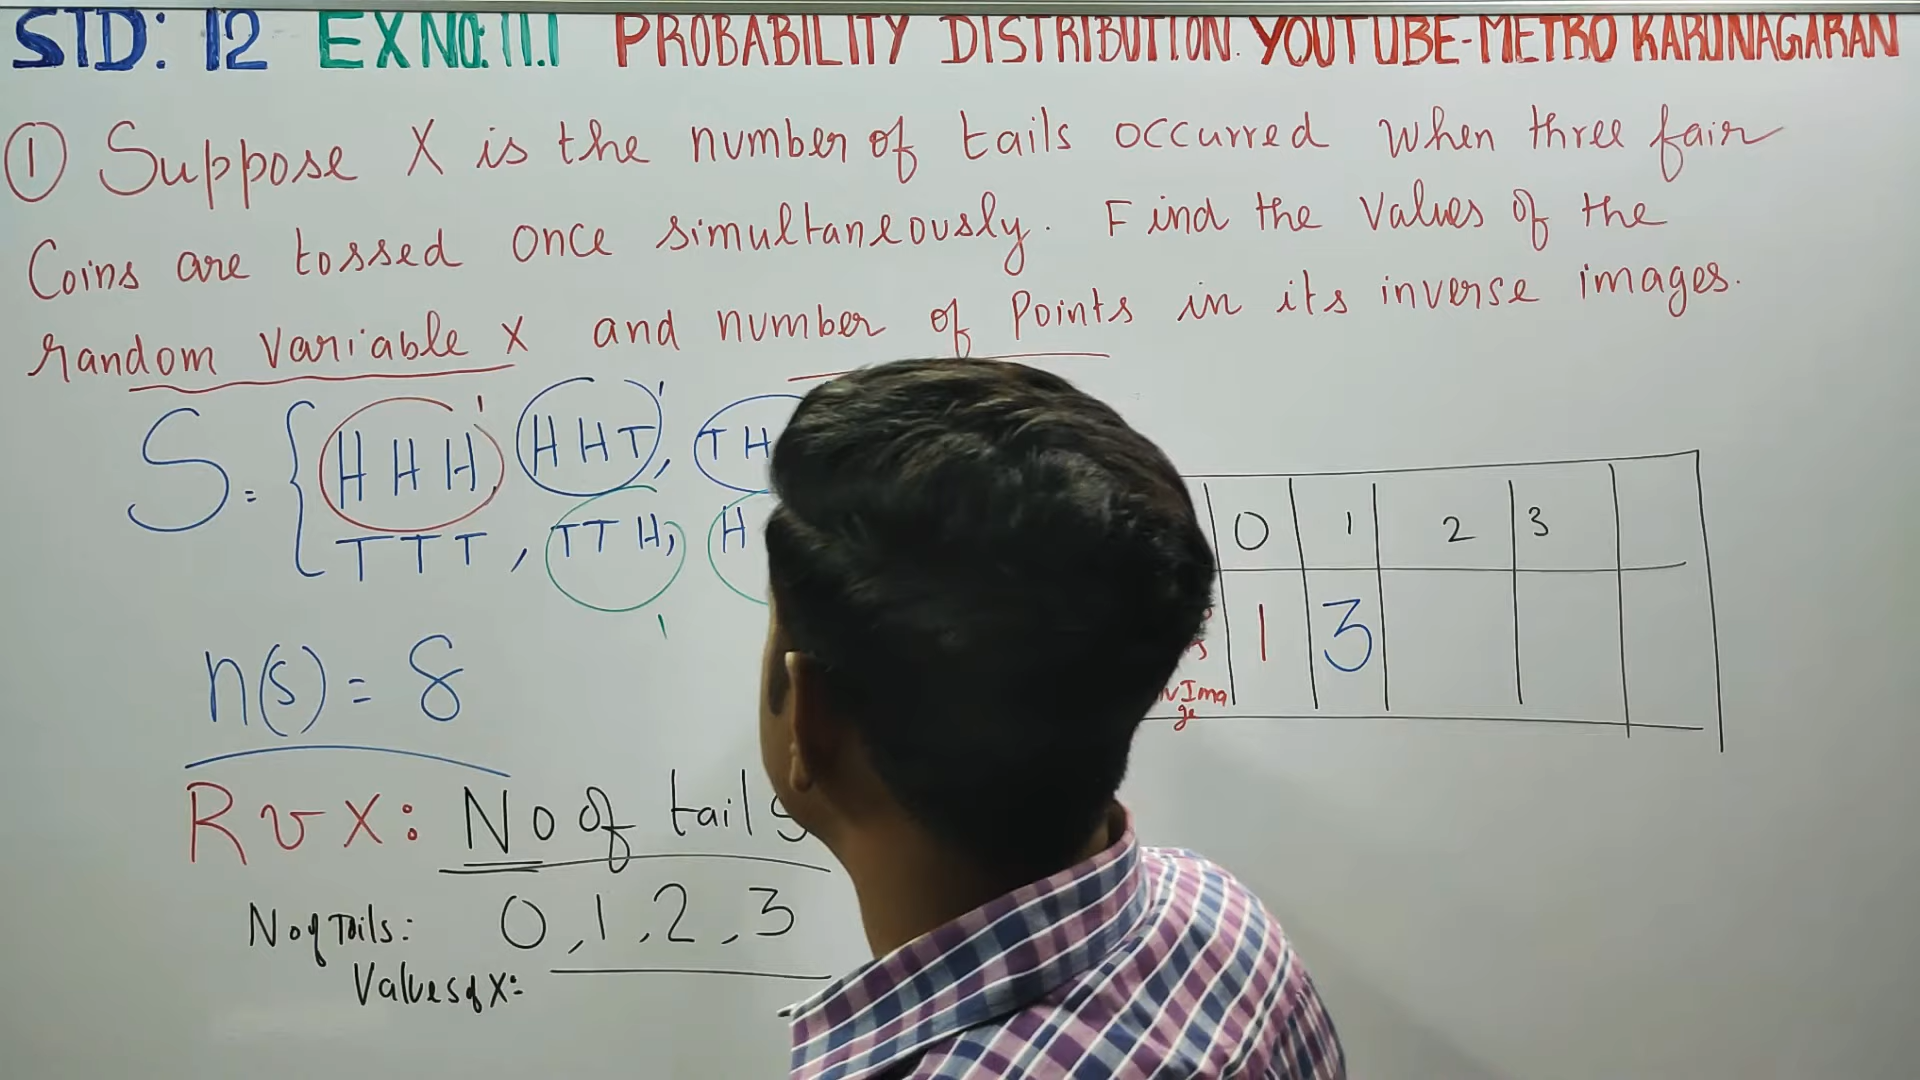 STD: 12 EX NO: 11.1 PROBABILITY DISTRIBUTION. YOUTUBE-METRO KARUNAGARAN
① Suppose X is the number of tails occurred when three fair
Coins are tossed once simultaneously. Find the Values of the
random variable X and number of Points in its inverse images.
S = { HHH, HHT, TH
TTT, TTH, H
0 1 2 3
1 3
v Ima
ge
n(s) = 8
R v X: No of tails
No of Tails: 0, 1, 2, 3
Values of X: